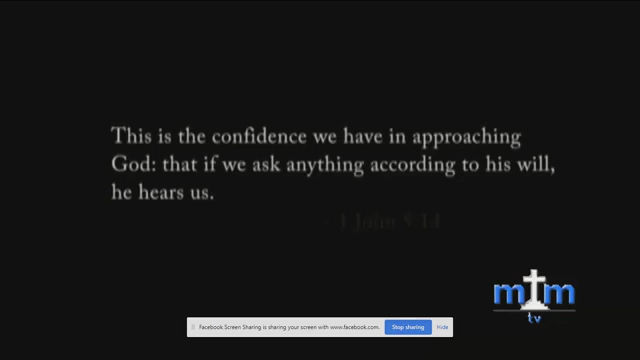 This is the confidence we have in approaching
God: that if we ask anything according to his will,
he hears us.
- 1 John 5:14
mtm
tv
Facebook Screen Sharing is sharing your screen with www.facebook.com.
Stop sharing
Hide